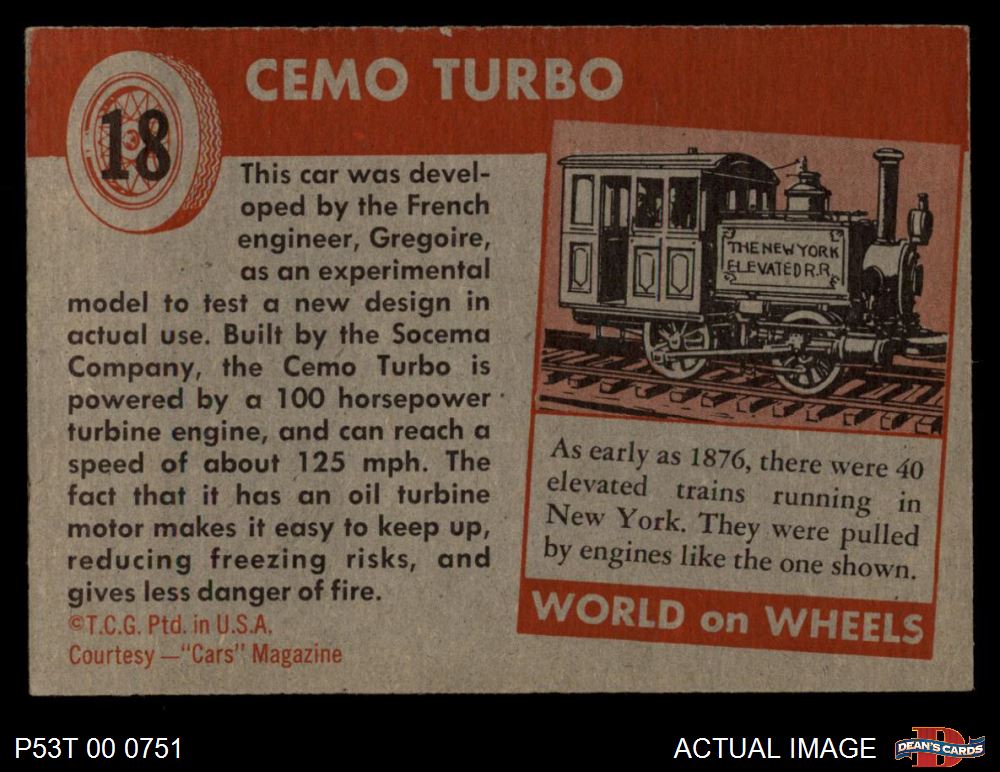 18
CEMO TURBO
This car was devel-
oped by the French
engineer, Gregoire,
as an experimental
model to test a new design in
actual use. Built by the Socema
Company, the Cemo Turbo is
powered by a 100 horsepower
turbine engine, and can reach a
speed of about 125 mph. The
fact that it has an oil turbine
motor makes it easy to keep up,
reducing freezing risks, and
gives less danger of fire.
©T.C.G. Ptd. in U.S.A.
Courtesy—"Cars" Magazine
THE NEW YORK
ELEVATED R.R.
As early as 1876, there were 40
elevated trains running in
New York. They were pulled
by engines like the one shown.
WORLD on WHEELS
P53T 00 0751
ACTUAL IMAGE
D
DEAN'S CARDS